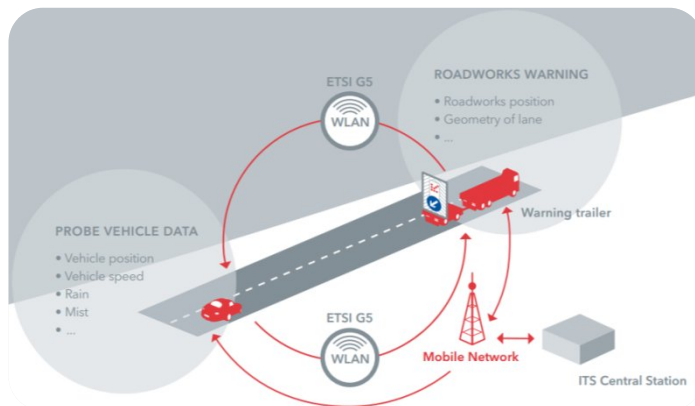 ETSI G5
WLAN
ROADWORKS WARNING
• Roadworks position
• Geometry of lane
• ...
Warning trailer
PROBE VEHICLE DATA
• Vehicle position
• Vehicle speed
• Rain
• Mist
• ...
ETSI G5
WLAN
Mobile Network
ITS Central Station